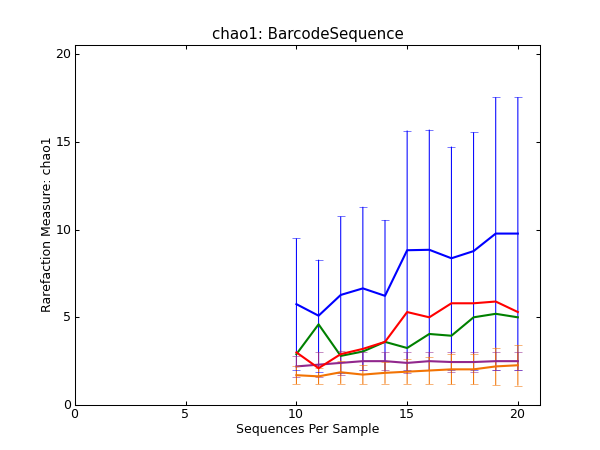 chao1: BarcodeSequence
Rarefaction Measure: chao1
20
15
10
5
0
0 5 10 15 20
Sequences Per Sample